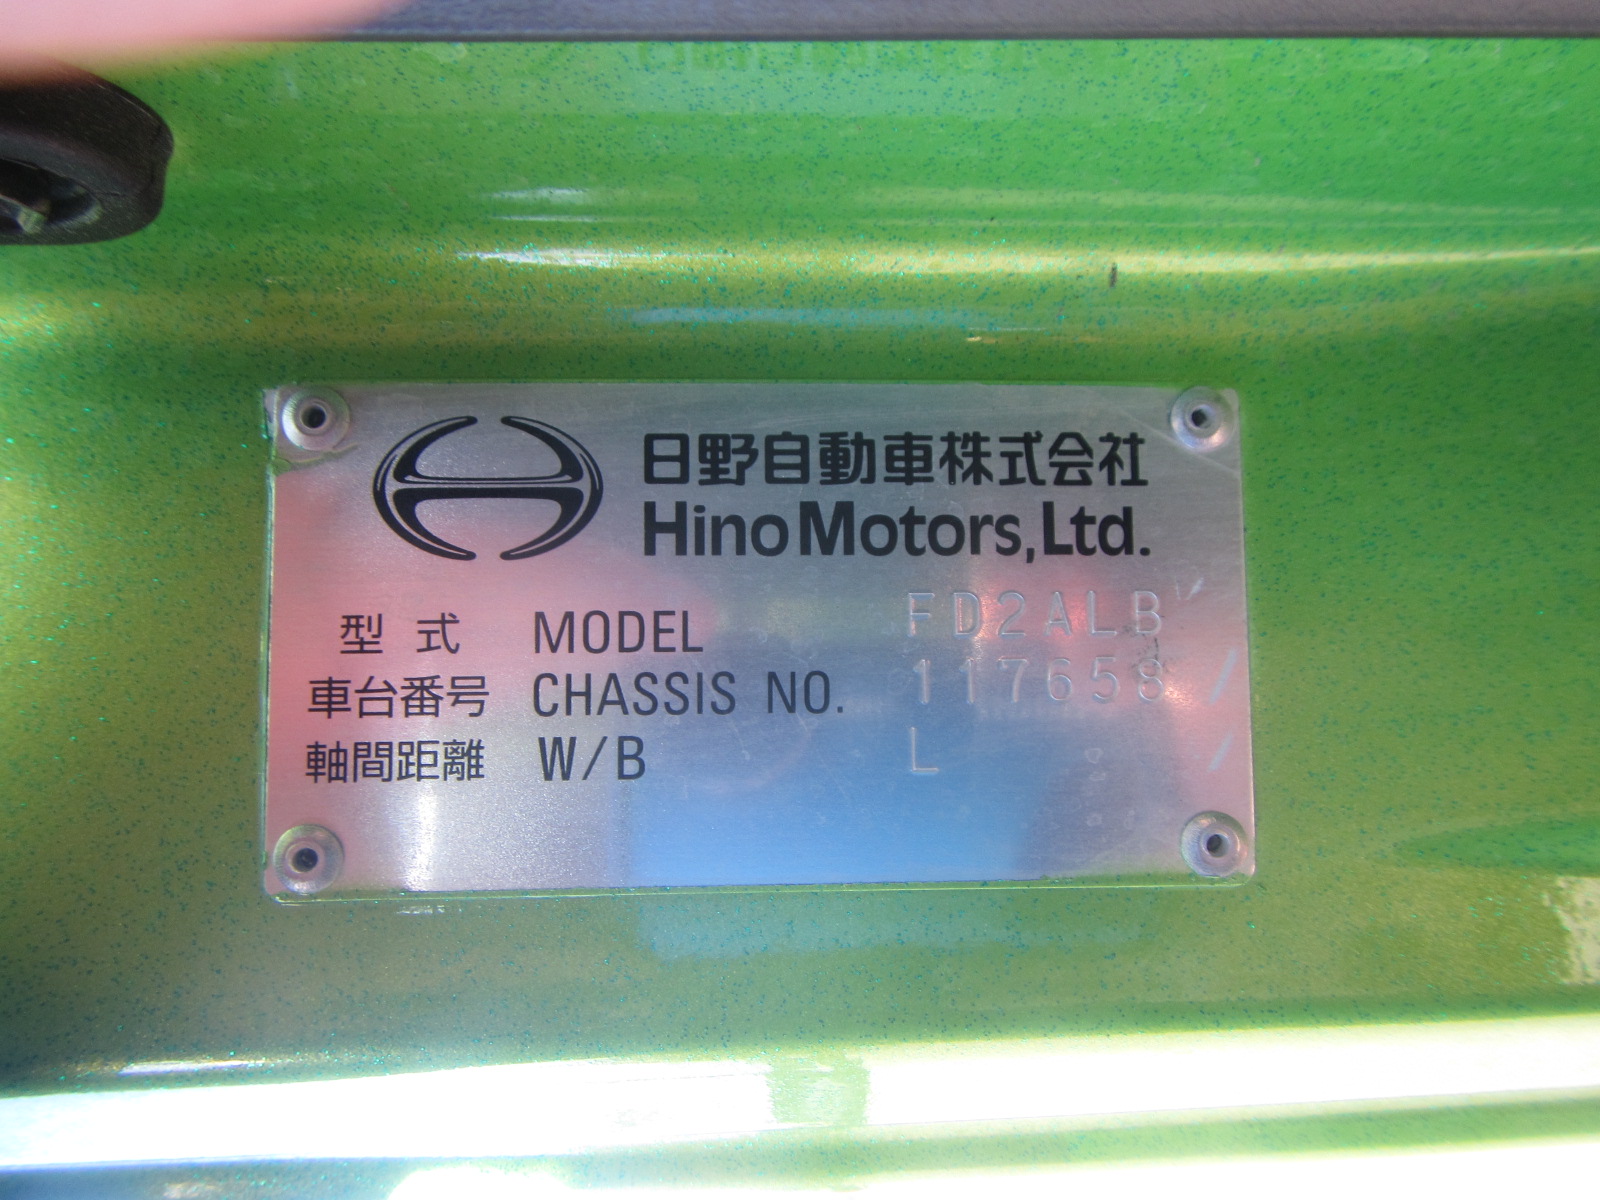 日野自動車株式会社
Hino Motors, Ltd.
型 式 MODEL FD2ALB
車台番号 CHASSIS NO. 117658
軸間距離 W/B L